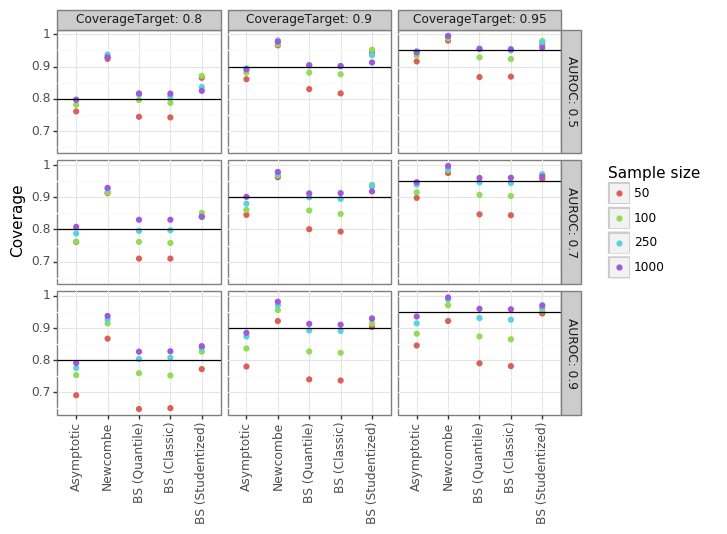 CoverageTarget: 0.8
CoverageTarget: 0.9
CoverageTarget: 0.95
1
0.9
0.8
0.7
AUROC: 0.5
1
0.9
0.8
0.7
AUROC: 0.7
1
0.9
0.8
0.7
AUROC: 0.9
Coverage
Asymptotic
Newcombe
BS (Quantile)
BS (Classic)
BS (Studentized)
Asymptotic
Newcombe
BS (Quantile)
BS (Classic)
BS (Studentized)
Asymptotic
Newcombe
BS (Quantile)
BS (Classic)
BS (Studentized)
Sample size
50
100
250
1000